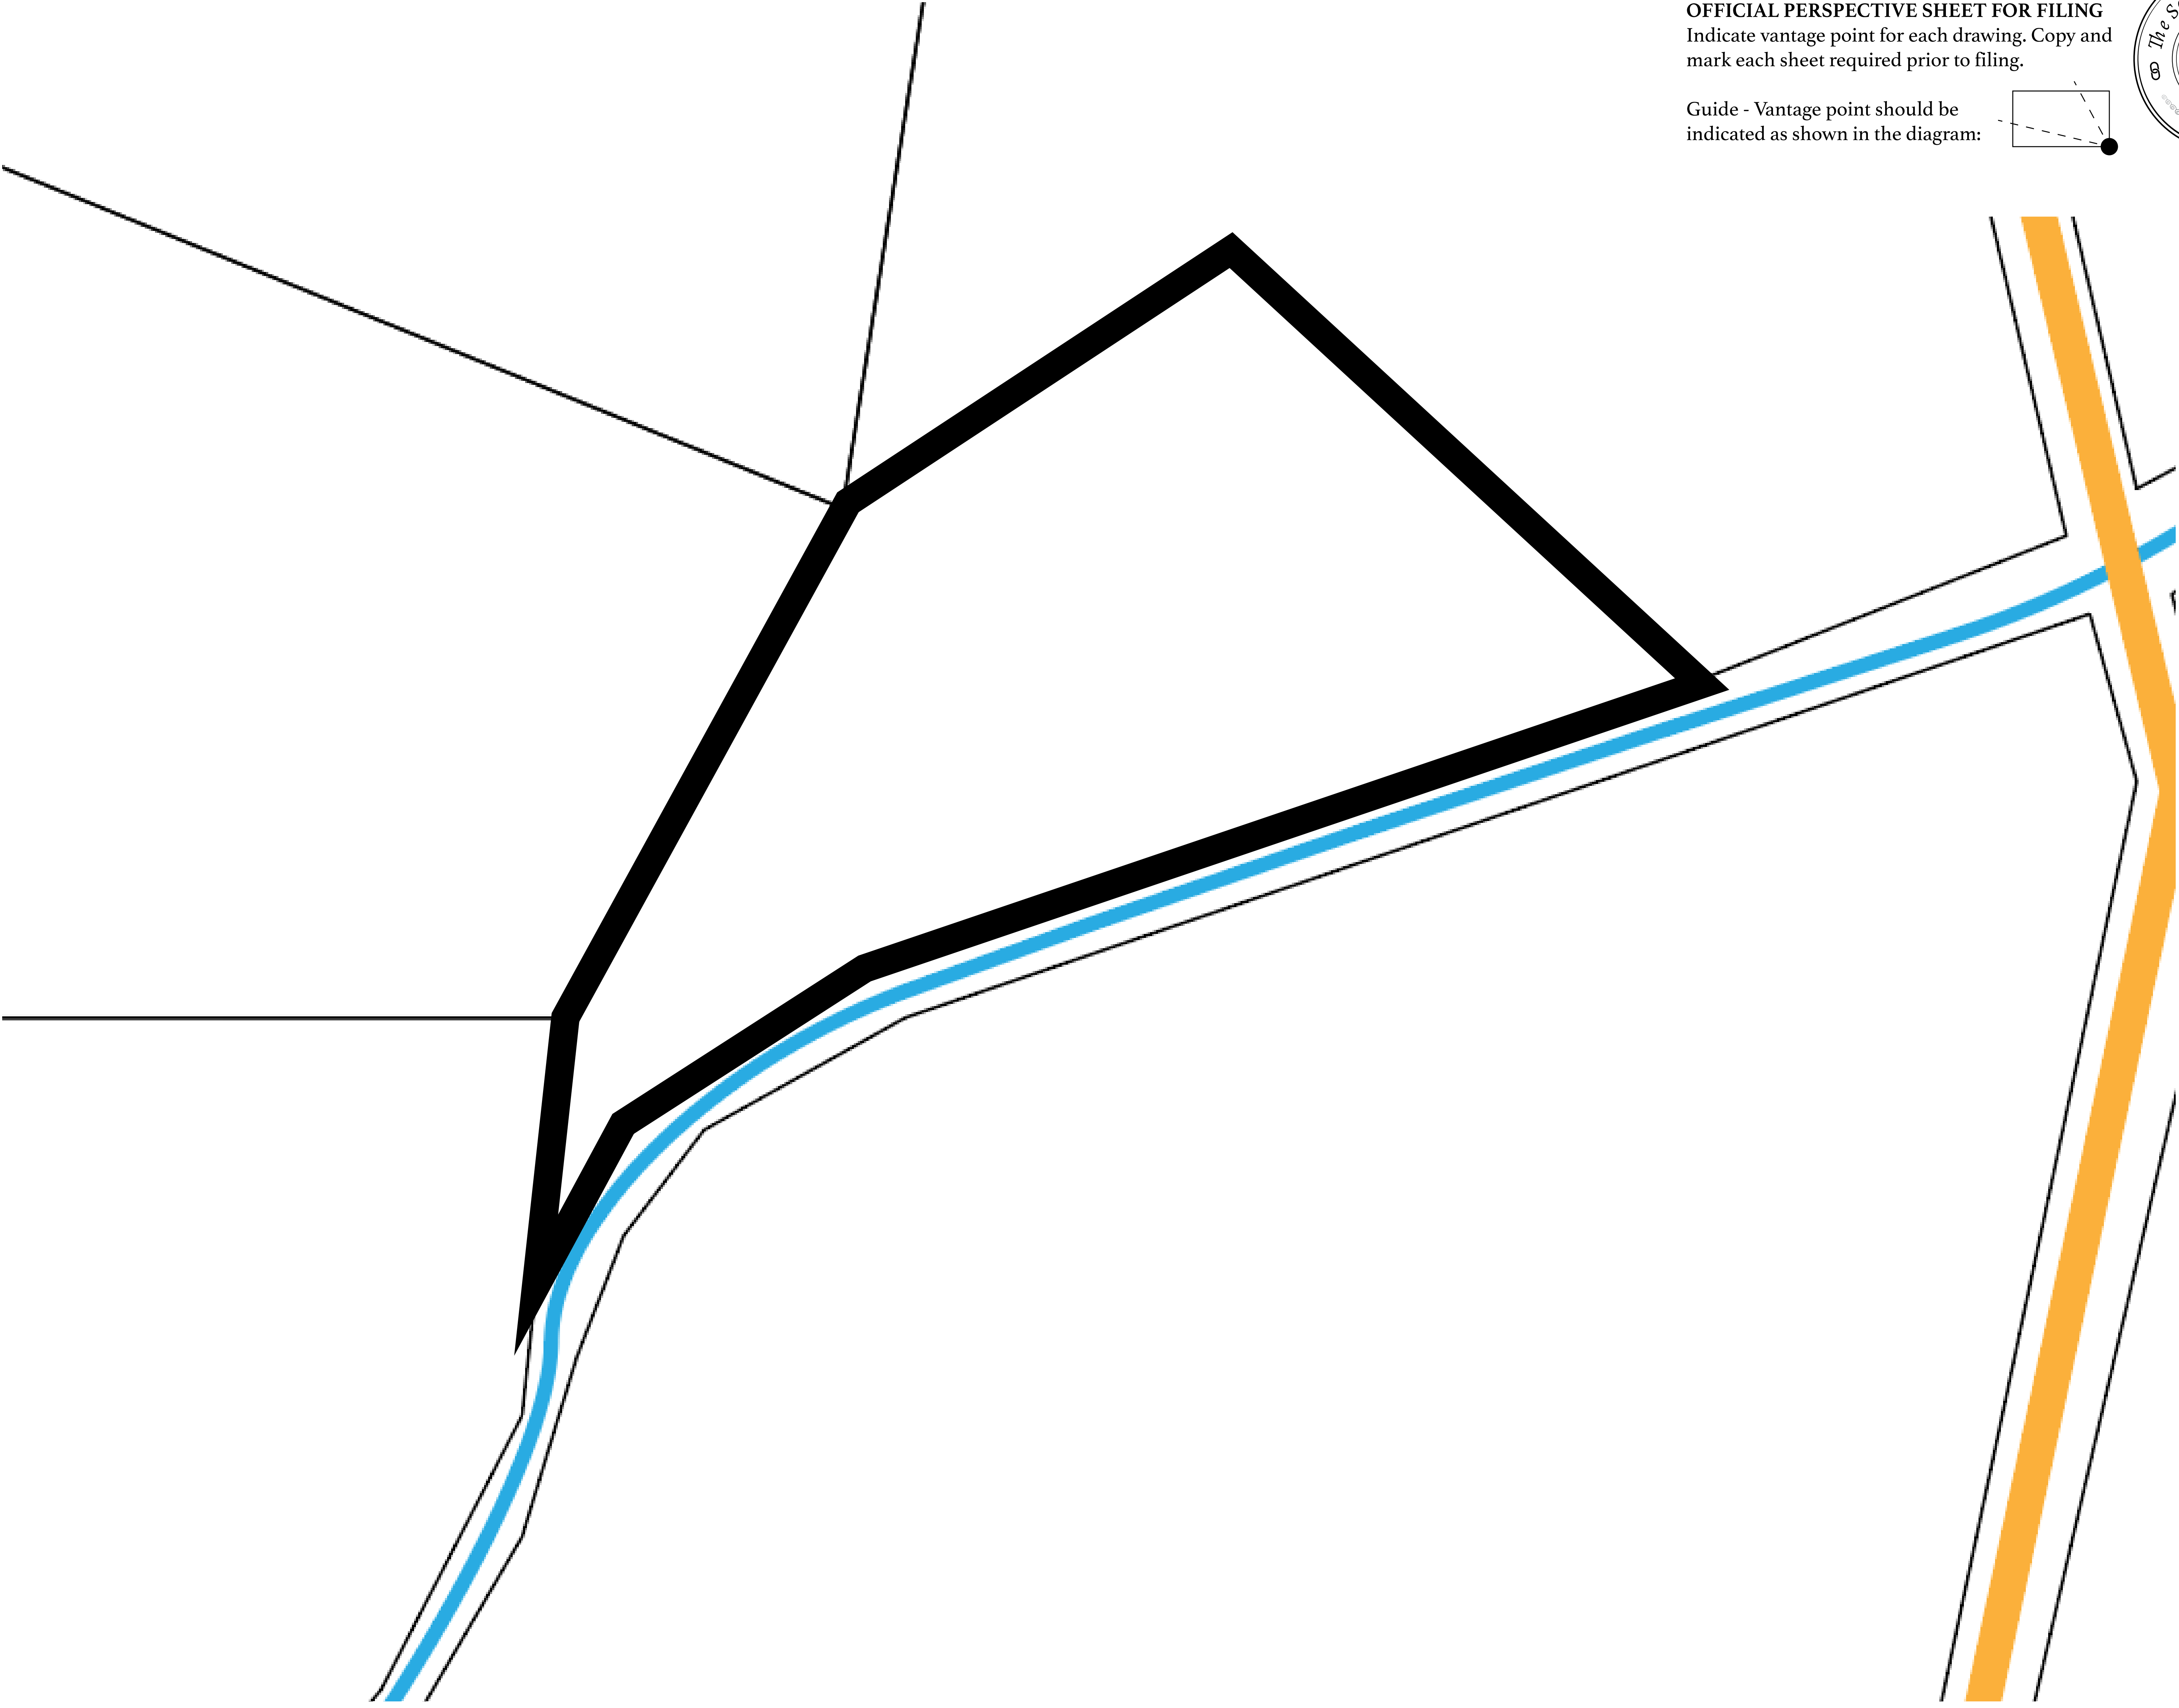 OFFICIAL PERSPECTIVE SHEET FOR FILING
Indicate vantage point for each drawing. Copy and
mark each sheet required prior to filing.
Guide - Vantage point should be
indicated as shown in the diagram:
The